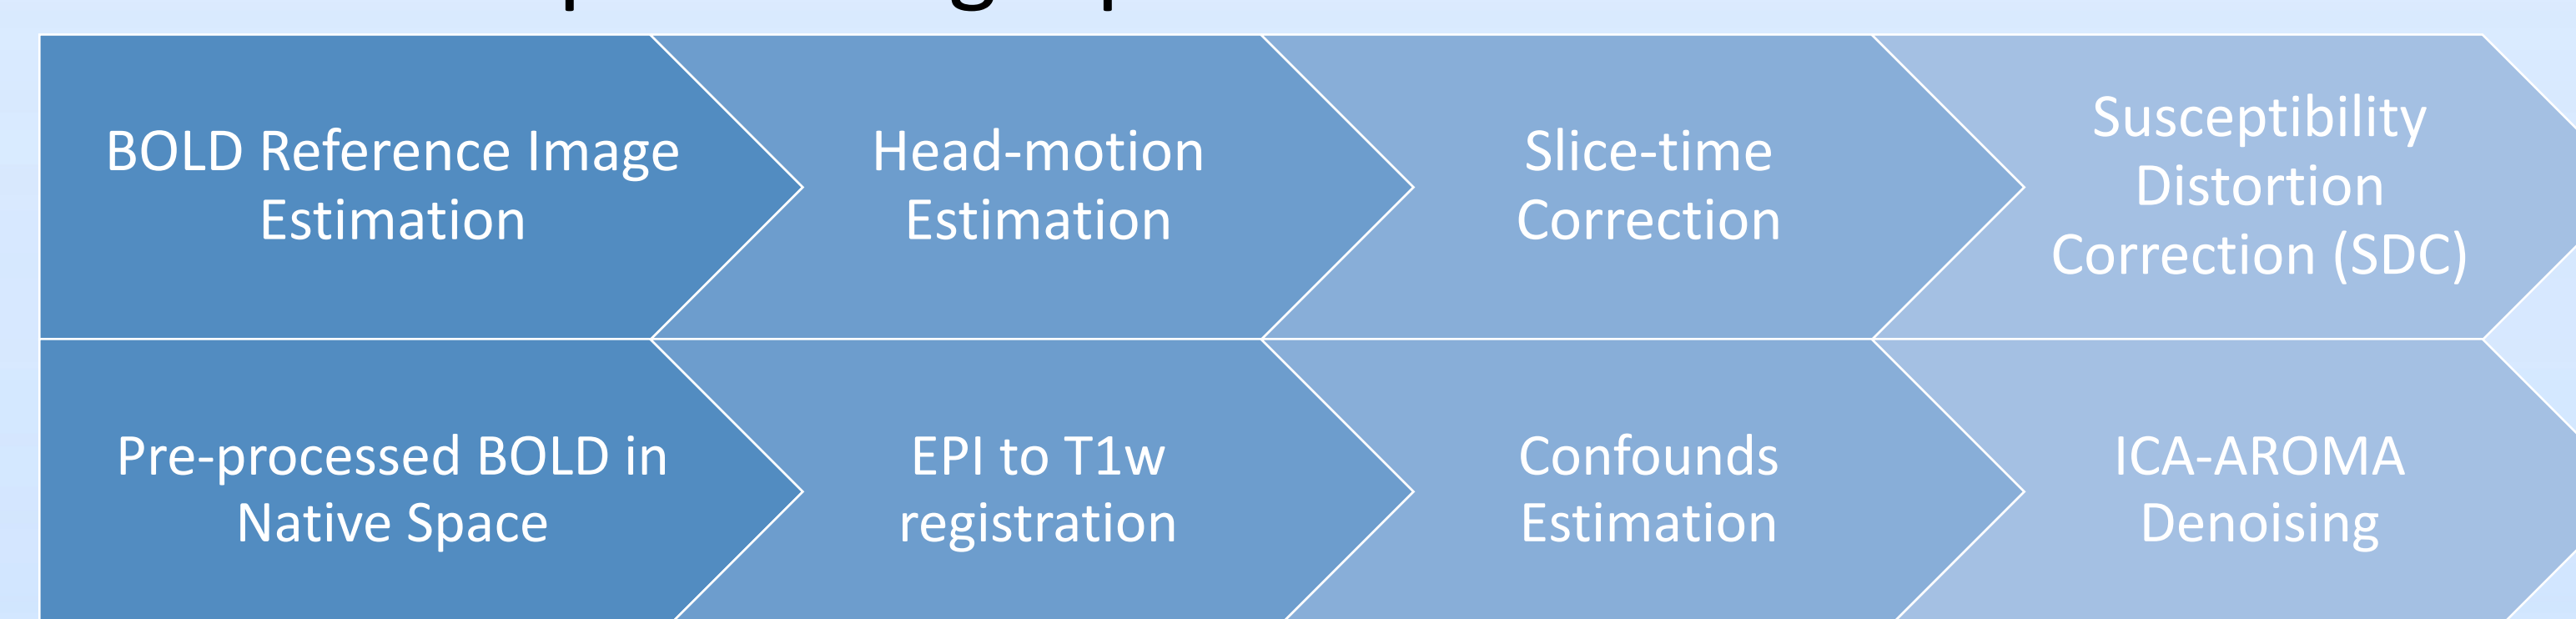 BOLD Reference Image
Estimation
Head-motion
Estimation
Slice-time
Correction
Susceptibility
Distortion
Correction (SDC)
Pre-processed BOLD in
Native Space
EPI to T1w
registration
Confounds
Estimation
ICA-AROMA
Denoising